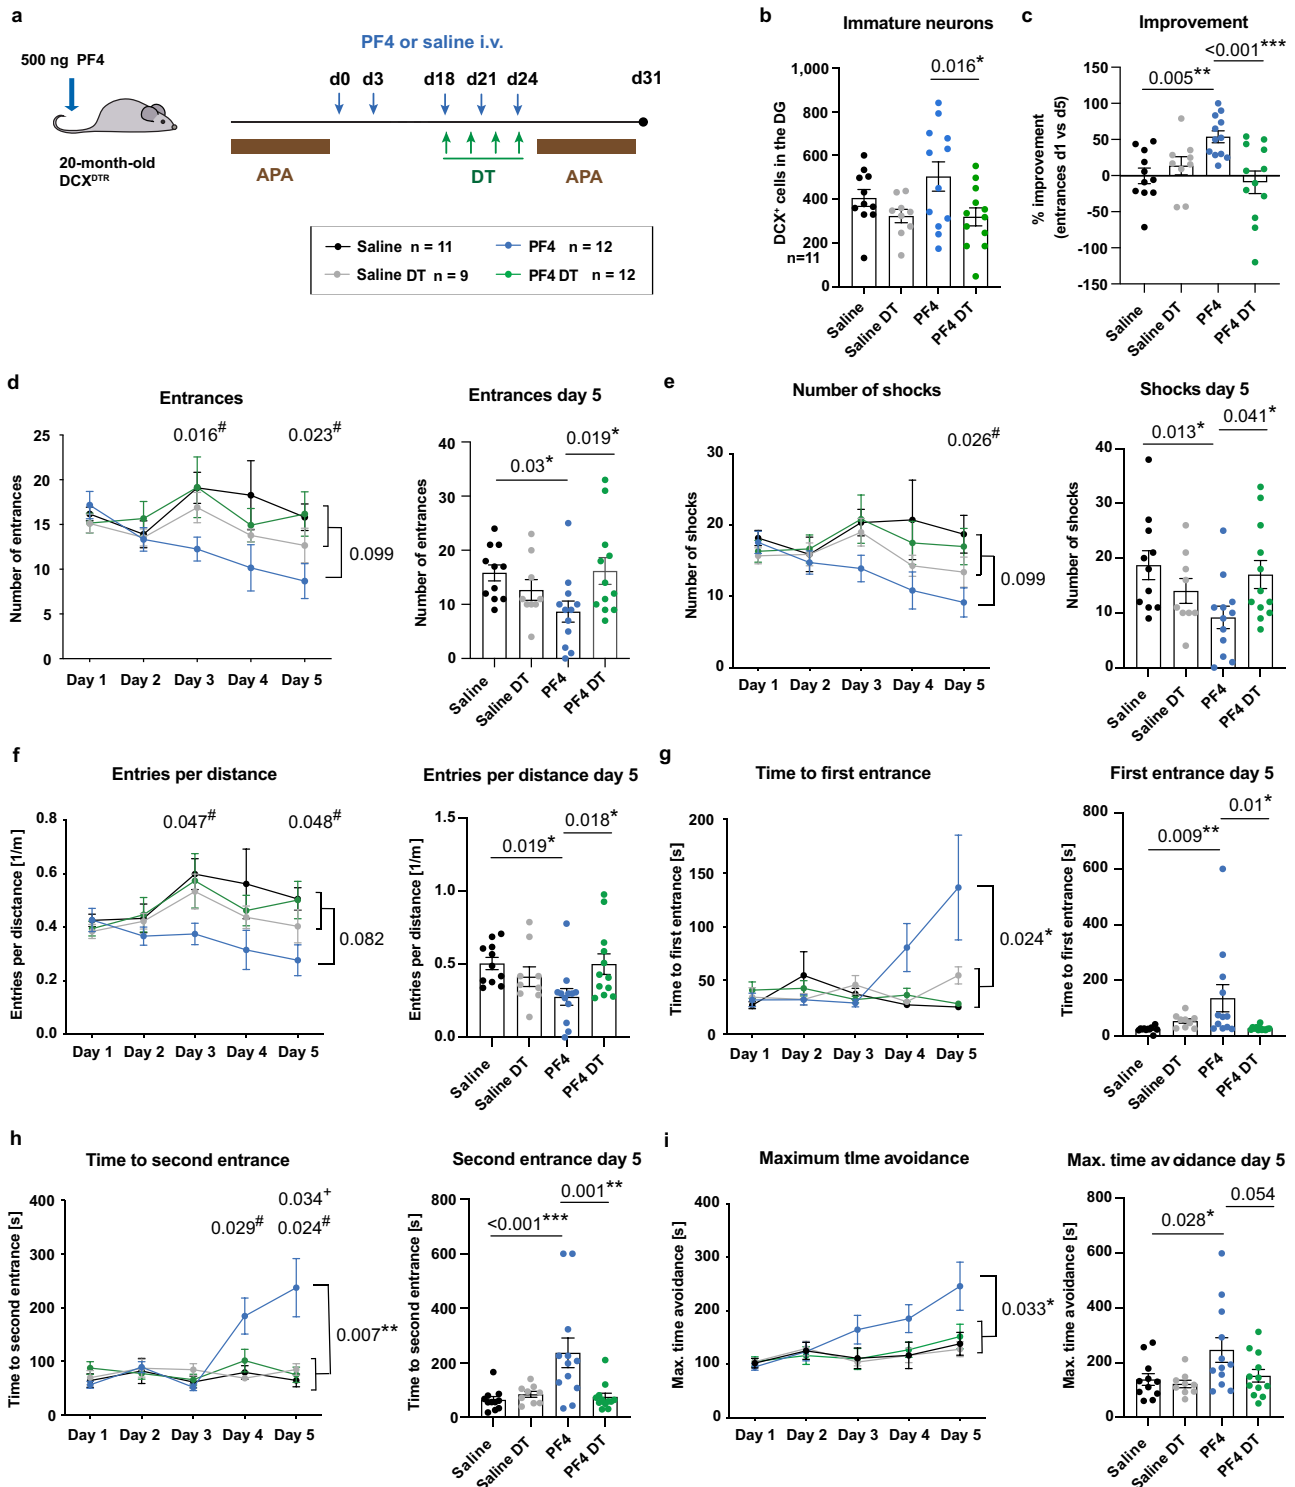 a
500 ng PF4
20-month-old
DCX^DTR
PF4 or saline i.v.
d0 d3 d18 d21 d24 d31
APA DT APA
Saline n = 11 PF4 n = 12
Saline DT n = 9 PF4 DT n = 12
b
Immature neurons
0.016*
DCX⁺ cells in the DG
1,000
800
600
400
200
0
n=11
Saline Saline DT PF4 PF4 DT
c
Improvement
<0.001***
0.005**
% improvement
(entrances d1 vs d5)
150
100
50
0
-50
-100
-150
Saline Saline DT PF4 PF4 DT
d
Entrances
0.016# 0.023#
Number of entrances
25
20
15
10
5
0
0.099
Day 1 Day 2 Day 3 Day 4 Day 5
Entrances day 5
0.019*
0.03*
Number of entrances
40
30
20
10
0
Saline Saline DT PF4 PF4 DT
e
Number of shocks
0.026#
Number of shocks
30
20
10
0
0.099
Day 1 Day 2 Day 3 Day 4 Day 5
Shocks day 5
0.041*
0.013*
Number of shocks
40
30
20
10
0
Saline Saline DT PF4 PF4 DT
f
Entries per distance
0.047# 0.048#
Entries per disctance [1/m]
0.8
0.6
0.4
0.2
0.0
0.082
Day 1 Day 2 Day 3 Day 4 Day 5
Entries per distance day 5
0.018*
0.019*
Entries per distance [1/m]
1.5
1.0
0.5
0.0
Saline Saline DT PF4 PF4 DT
g
Time to first entrance
Time to first entrance [s]
200
150
100
50
0
0.024*
Day 1 Day 2 Day 3 Day 4 Day 5
First entrance day 5
0.01*
0.009**
Time to first entrance [s]
800
600
400
200
0
Saline Saline DT PF4 PF4 DT
h
Time to second entrance
0.034+
0.029# 0.024#
Time to second entrance [s]
400
300
200
100
0
0.007**
Day 1 Day 2 Day 3 Day 4 Day 5
Second entrance day 5
0.001**
<0.001***
Time to second entrance [s]
800
600
400
200
0
Saline Saline DT PF4 PF4 DT
i
Maximum tIme avoidance
Max. time avoidance [s]
400
300
200
100
0
0.033*
Day 1 Day 2 Day 3 Day 4 Day 5
Max. time avoidance day 5
0.054
0.028*
Max. time avoidance [s]
800
600
400
200
0
Saline Saline DT PF4 PF4 DT